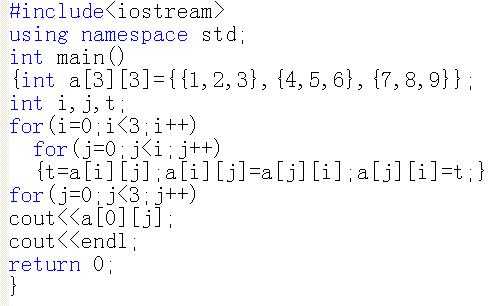 #include<iostream>
using namespace std;
int main()
{int a[3][3]={{1,2,3},{4,5,6},{7,8,9}};
int i,j,t;
for(i=0;i<3;i++)
  for(j=0;j<i;j++)
  {t=a[i][j];a[i][j]=a[j][i];a[j][i]=t;}
for(j=0;j<3;j++)
cout<<a[0][j];
cout<<endl;
return 0;
}